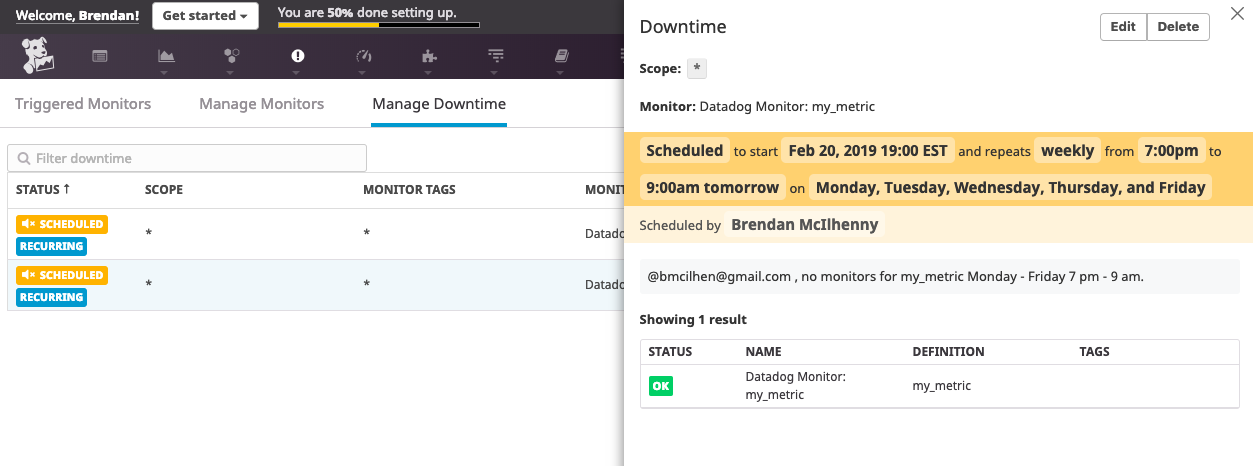 Welcome, Brendan!
Get started
You are 50% done setting up.
Triggered Monitors
Manage Monitors
Manage Downtime
Filter downtime
STATUS ↑ SCOPE MONITOR TAGS MONIT
SCHEDULED
RECURRING
* * Datadc
SCHEDULED
RECURRING
* * Datadc
Downtime
Edit Delete
Scope: *
Monitor: Datadog Monitor: my_metric
Scheduled to start Feb 20, 2019 19:00 EST and repeats weekly from 7:00pm to
9:00am tomorrow on Monday, Tuesday, Wednesday, Thursday, and Friday
Scheduled by Brendan McIlhenny
@bmcilhen@gmail.com , no monitors for my_metric Monday - Friday 7 pm - 9 am.
Showing 1 result
STATUS NAME DEFINITION TAGS
OK Datadog Monitor: my_metric
my_metric